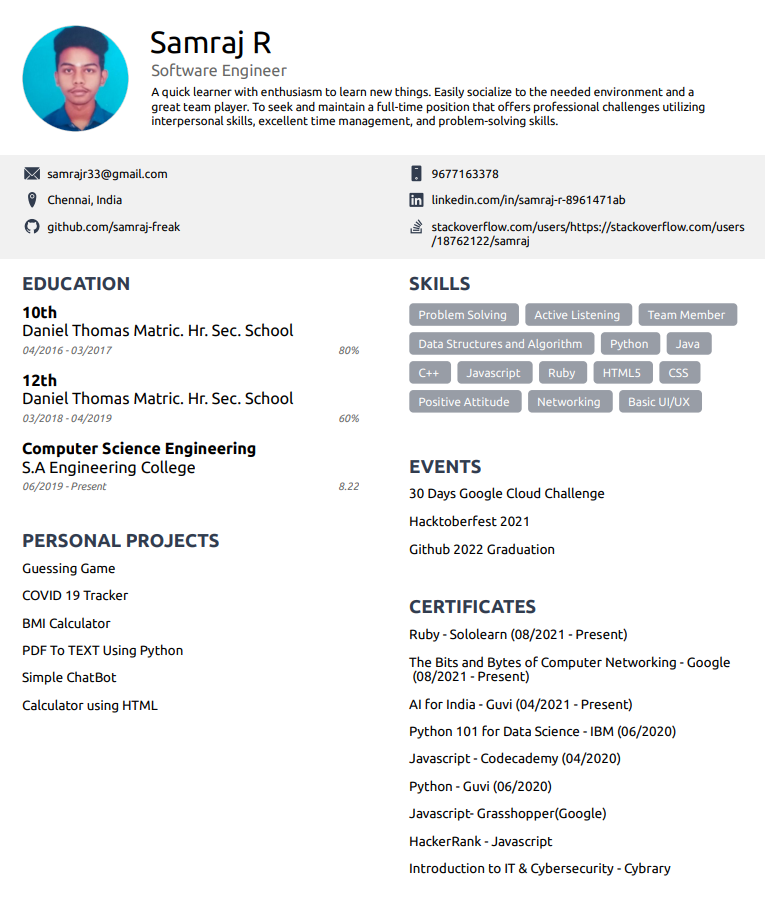 Samraj R
Software Engineer
A quick learner with enthusiasm to learn new things. Easily socialize to the needed environment and a
great team player. To seek and maintain a full-time position that offers professional challenges utilizing
interpersonal skills, excellent time management, and problem-solving skills.
samrajr33@gmail.com
9677163378
Chennai, India
linkedin.com/in/samraj-r-8961471ab
github.com/samraj-freak
stackoverflow.com/users/https://stackoverflow.com/users
/18762122/samraj
EDUCATION
10th
Daniel Thomas Matric. Hr. Sec. School
04/2016 - 03/2017 80%
12th
Daniel Thomas Matric. Hr. Sec. School
03/2018 - 04/2019 60%
Computer Science Engineering
S.A Engineering College
06/2019 - Present 8.22
PERSONAL PROJECTS
Guessing Game
COVID 19 Tracker
BMI Calculator
PDF To TEXT Using Python
Simple ChatBot
Calculator using HTML
SKILLS
Problem Solving Active Listening Team Member
Data Structures and Algorithm Python Java
C++ Javascript Ruby HTML5 CSS
Positive Attitude Networking Basic UI/UX
EVENTS
30 Days Google Cloud Challenge
Hacktoberfest 2021
Github 2022 Graduation
CERTIFICATES
Ruby - Sololearn (08/2021 - Present)
The Bits and Bytes of Computer Networking - Google
(08/2021 - Present)
AI for India - Guvi (04/2021 - Present)
Python 101 for Data Science - IBM (06/2020)
Javascript - Codecademy (04/2020)
Python - Guvi (06/2020)
Javascript- Grasshopper(Google)
HackerRank - Javascript
Introduction to IT & Cybersecurity - Cybrary